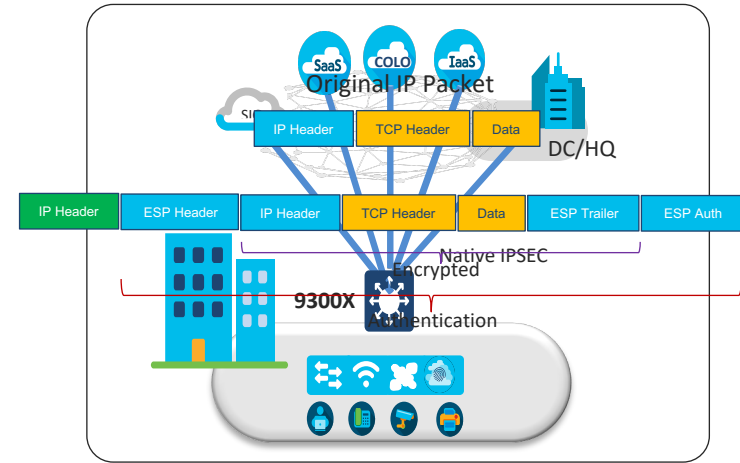 SaaS
COLO
IaaS
Original IP Packet
IP Header
TCP Header
Data
DC/HQ
IP Header
ESP Header
IP Header
TCP Header
Data
ESP Trailer
ESP Auth
Native IPSEC
Encrypted
9300X
Authentication